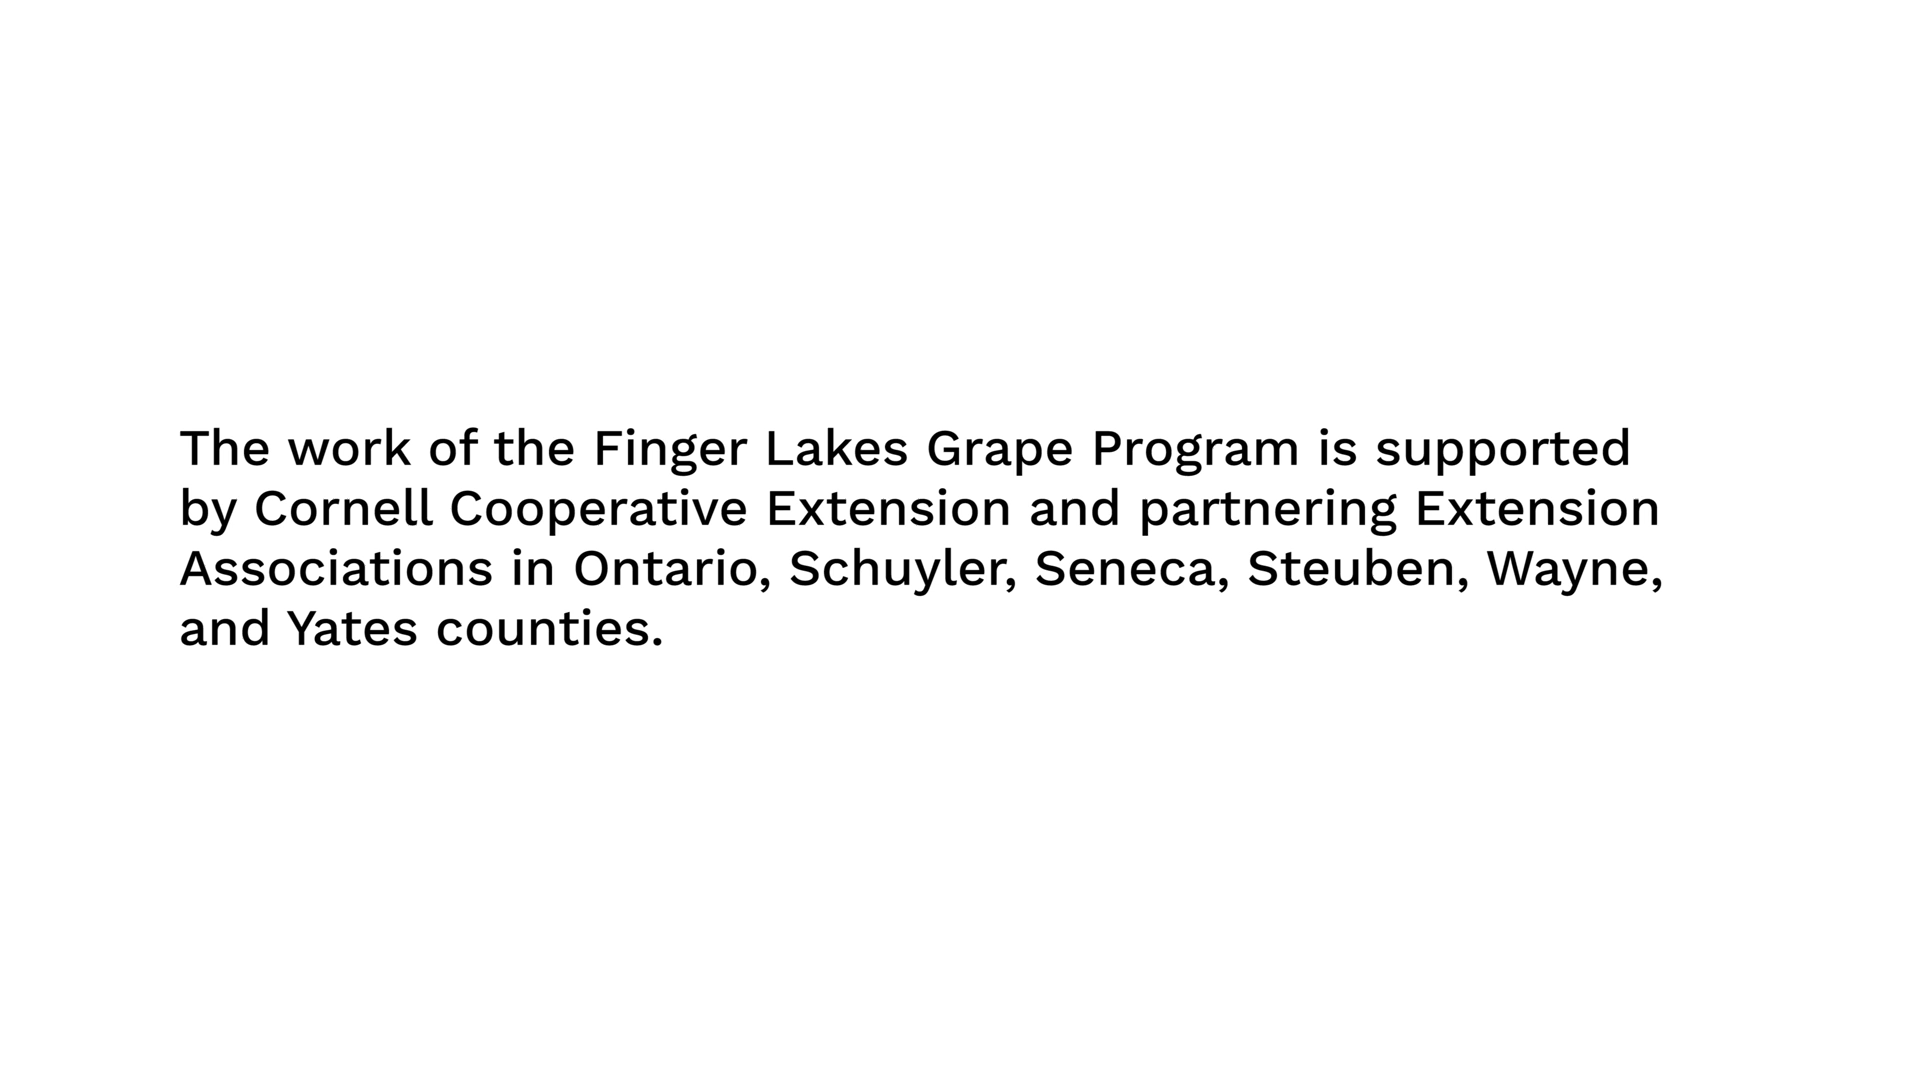 The work of the Finger Lakes Grape Program is supported
by Cornell Cooperative Extension and partnering Extension
Associations in Ontario, Schuyler, Seneca, Steuben, Wayne,
and Yates counties.